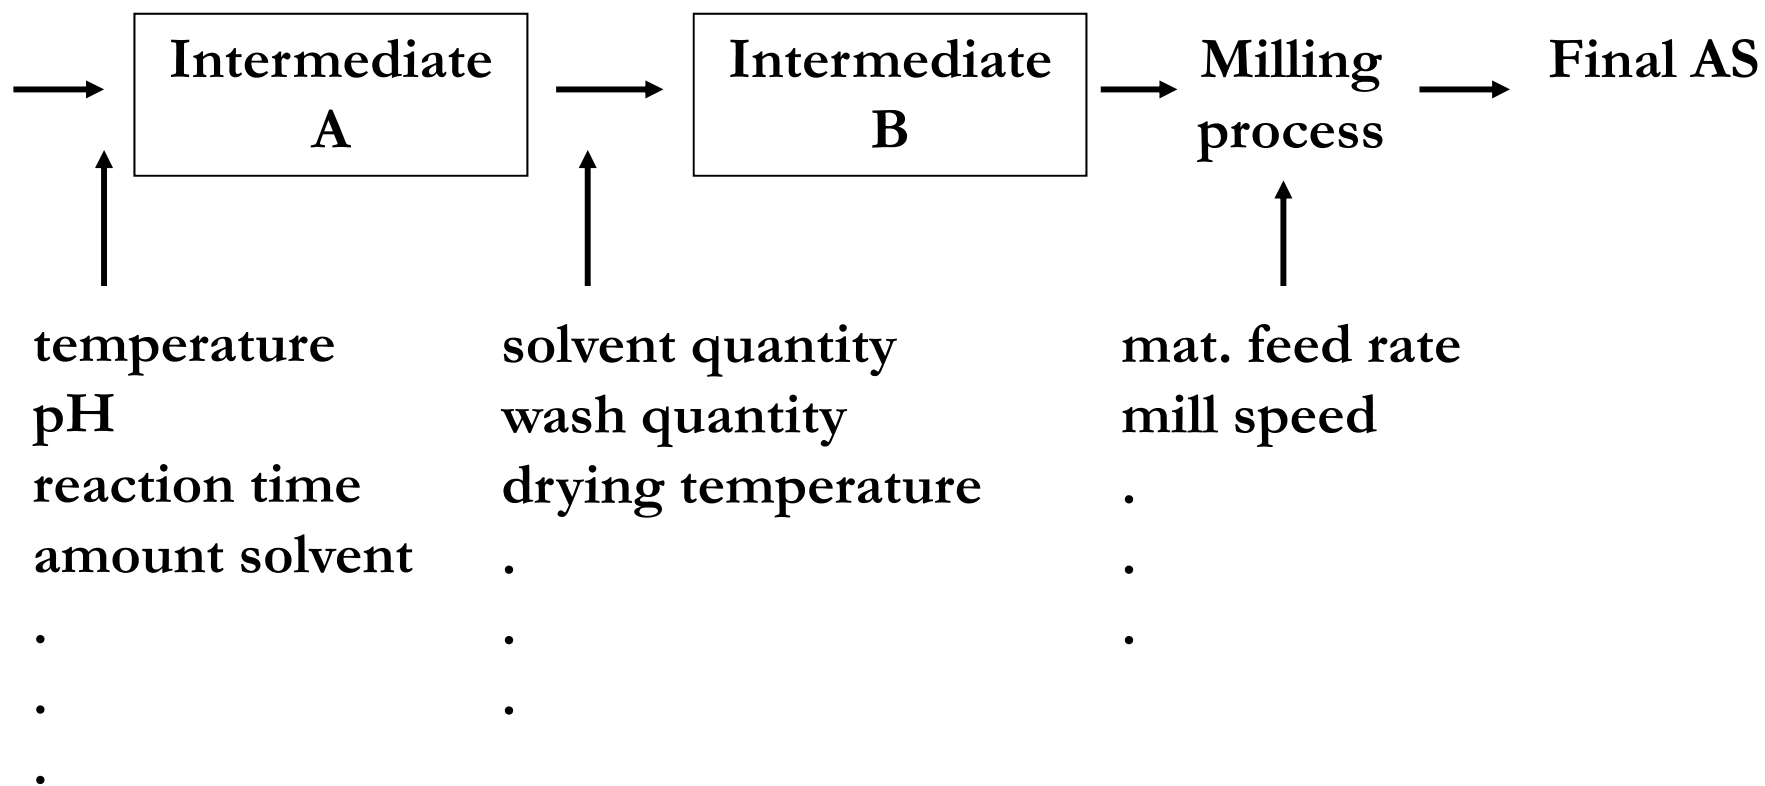 Intermediate
A
Intermediate
B
Milling
process
Final AS
temperature
pH
reaction time
amount solvent
.
.
.
solvent quantity
wash quantity
drying temperature
.
.
.
mat. feed rate
mill speed
.
.
.